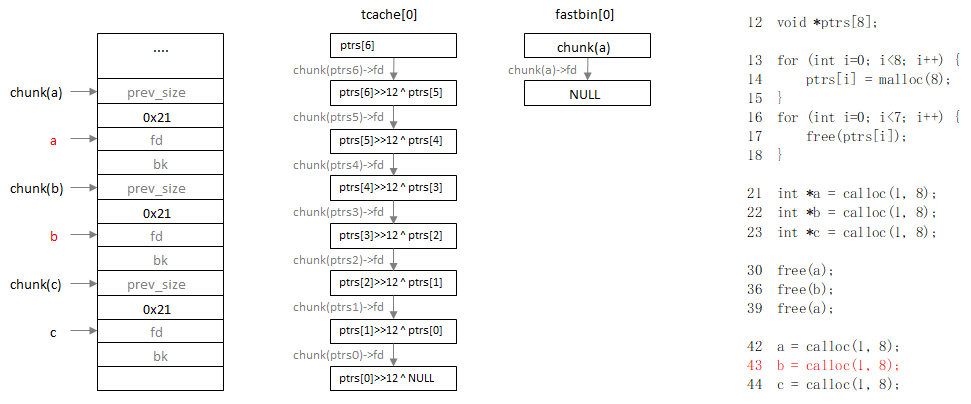 tcache[0]
fastbin[0]
....
chunk(a)
prev_size
0x21
a
fd
bk
chunk(b)
prev_size
0x21
b
fd
bk
chunk(c)
prev_size
0x21
c
fd
bk
ptrs[6]
chunk(ptrs6)->fd
ptrs[6]>>12 ^ ptrs[5]
chunk(ptrs5)->fd
ptrs[5]>>12 ^ ptrs[4]
chunk(ptrs4)->fd
ptrs[4]>>12 ^ ptrs[3]
chunk(ptrs3)->fd
ptrs[3]>>12 ^ ptrs[2]
chunk(ptrs2)->fd
ptrs[2]>>12 ^ ptrs[1]
chunk(ptrs1)->fd
ptrs[1]>>12 ^ ptrs[0]
chunk(ptrs0)->fd
ptrs[0]>>12 ^ NULL
chunk(a)
chunk(a)->fd
NULL
12 void *ptrs[8];
13 for (int i=0; i<8; i++) {
14 ptrs[i] = malloc(8);
15 }
16 for (int i=0; i<7; i++) {
17 free(ptrs[i]);
18 }
21 int *a = calloc(1, 8);
22 int *b = calloc(1, 8);
23 int *c = calloc(1, 8);
30 free(a);
36 free(b);
39 free(a);
42 a = calloc(1, 8);
43 b = calloc(1, 8);
44 c = calloc(1, 8);